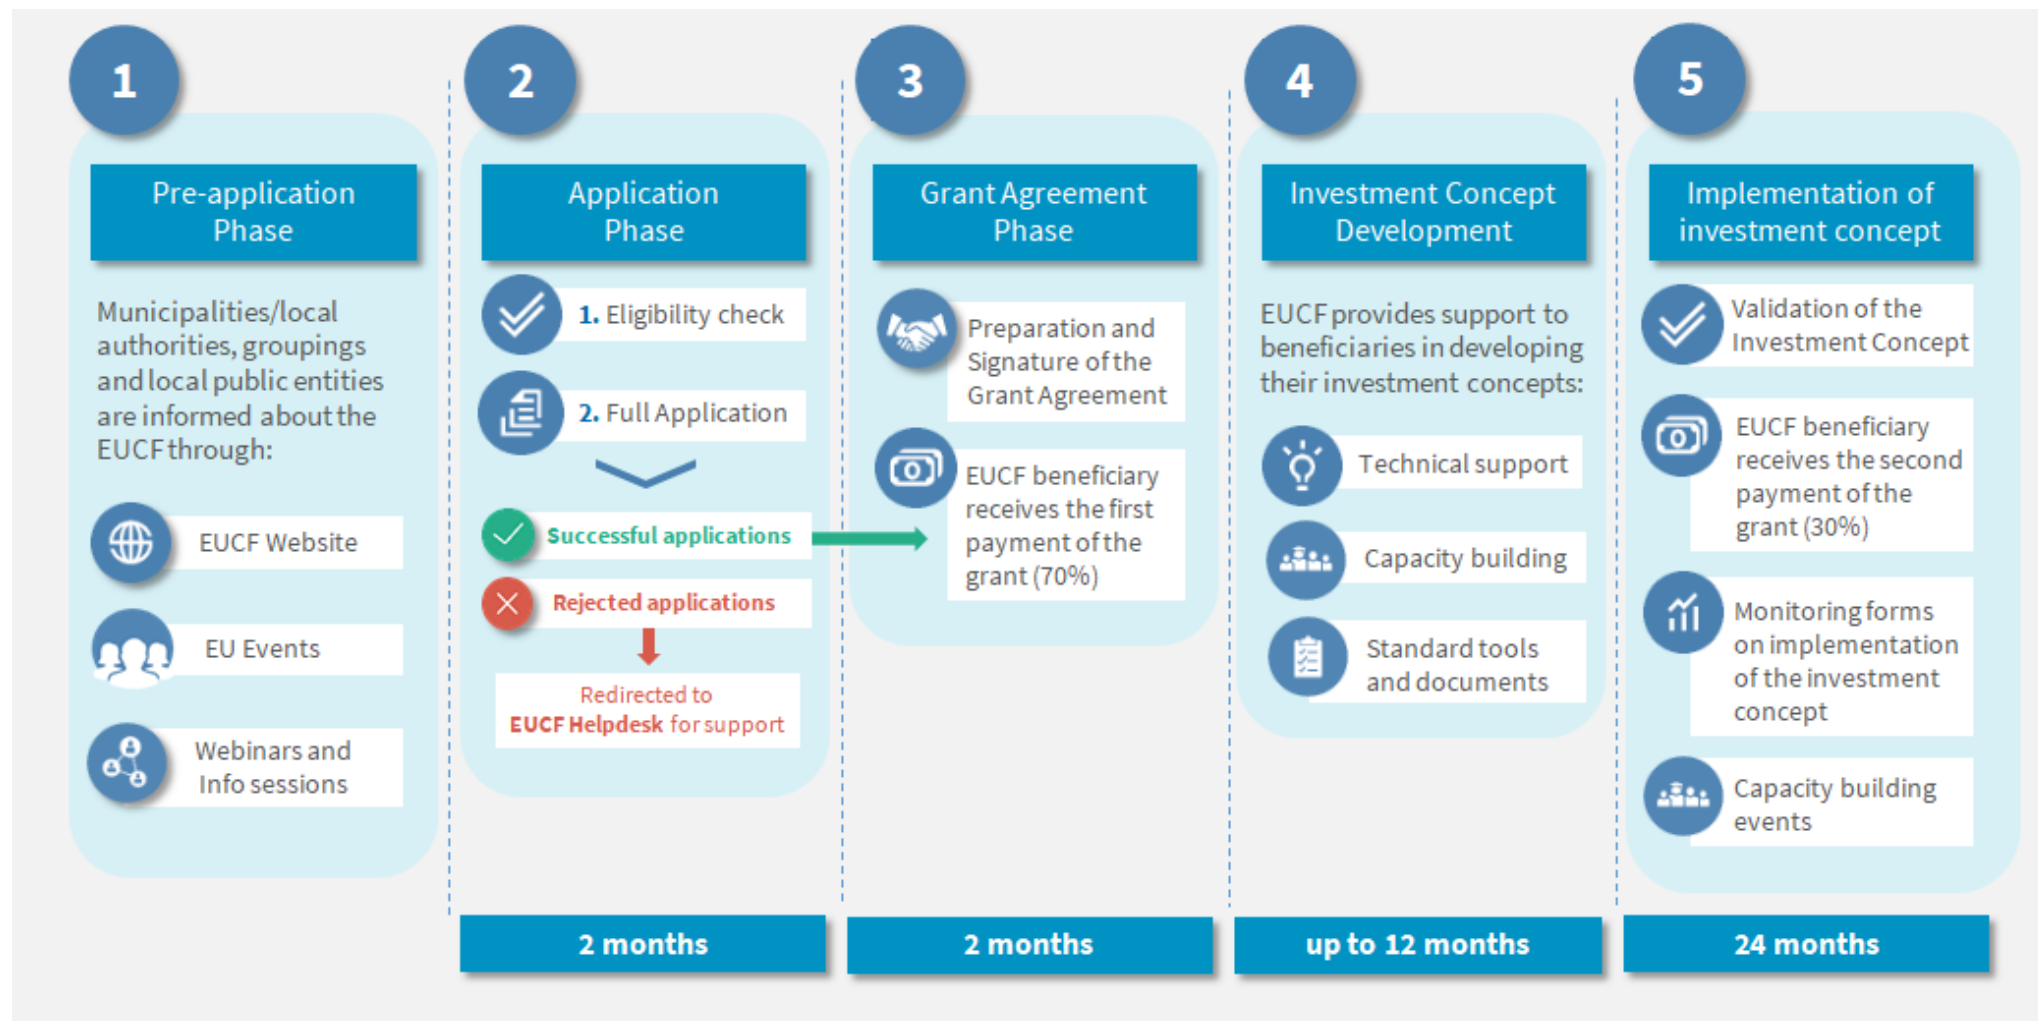 1
Pre-application
Phase
Municipalities/local
authorities, groupings
and local public entities
are informed about the
EUCF through:
EUCF Website
EU Events
Webinars and
Info sessions
2
Application
Phase
1. Eligibility check
2. Full Application
Successful applications
Rejected applications
Redirected to
EUCF Helpdesk for support
2 months
3
Grant Agreement
Phase
Preparation and
Signature of the
Grant Agreement
EUCF beneficiary
receives the first
payment of the
grant (70%)
2 months
4
Investment Concept
Development
EUCF provides support to
beneficiaries in developing
their investment concepts:
Technical support
Capacity building
Standard tools
and documents
up to 12 months
5
Implementation of
investment concept
Validation of the
Investment Concept
EUCF beneficiary
receives the second
payment of the
grant (30%)
Monitoring forms
on implementation
of the investment
concept
Capacity building
events
24 months